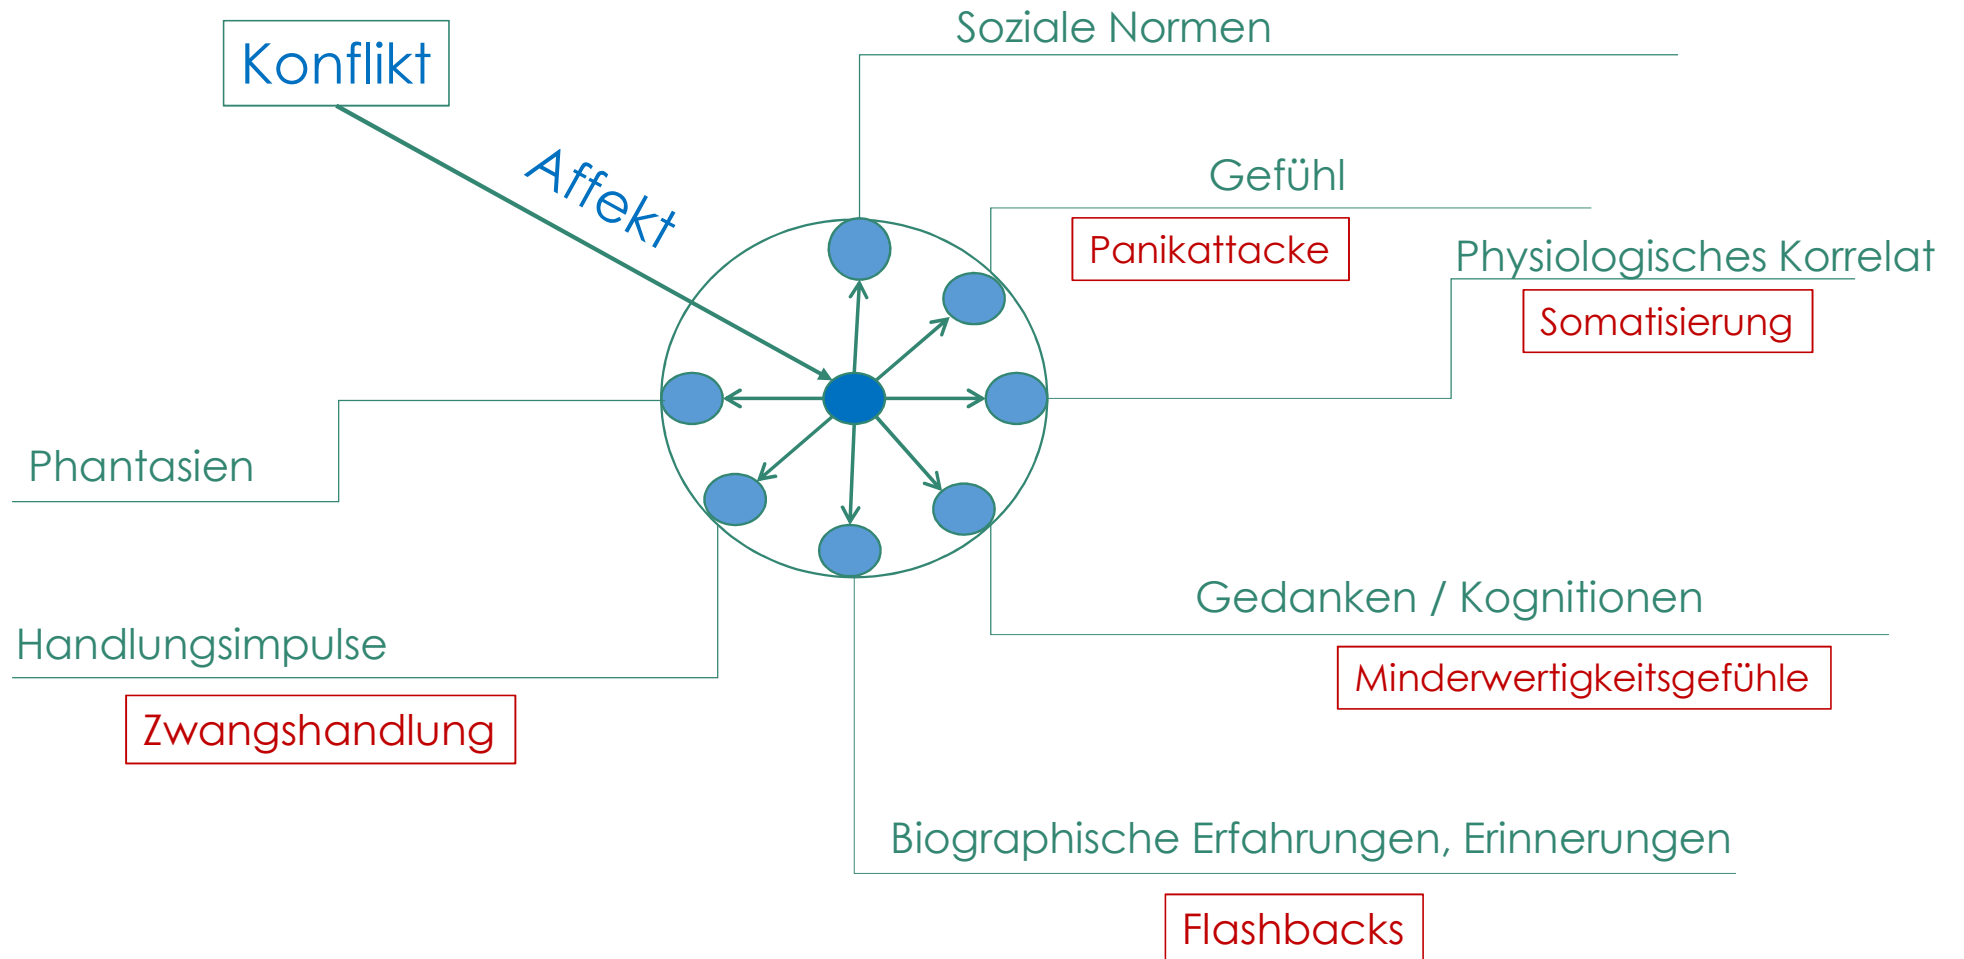 Soziale Normen
Konflikt
Affekt
Gefühl
Panikattacke
Physiologisches Korrelat
Somatisierung
Phantasien
Gedanken / Kognitionen
Handlungsimpulse
Minderwertigkeitsgefühle
Zwangshandlung
Biographische Erfahrungen, Erinnerungen
Flashbacks